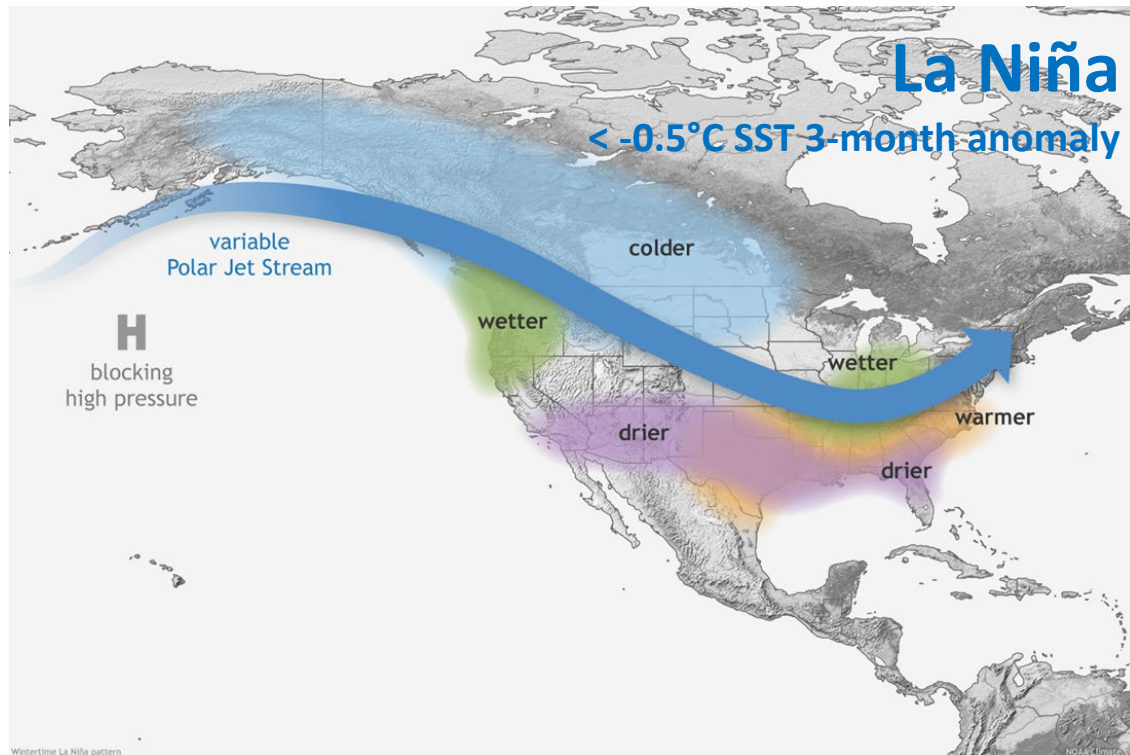 La Niña
< -0.5°C SST 3-month anomaly
variable
Polar Jet Stream
colder
H
blocking
high pressure
wetter
wetter
warmer
drier
drier
Wintertime La Niña pattern
NOAA Climate